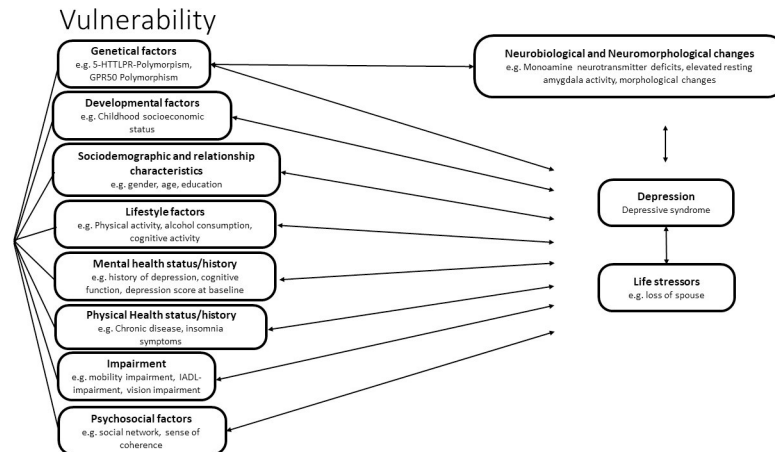 Vulnerability
Genetical factors
e.g. 5-HTTLPR-Polymorpism,
GPR50 Polymorphism
Developmental factors
e.g. Childhood socioeconomic
status
Sociodemographic and relationship
characteristics
e.g. gender, age, education
Lifestyle factors
e.g. Physical activity, alcohol consumption,
cognitive activity
Mental health status/history
e.g. history of depression, cognitive
function, depression score at baseline
Physical Health status/history
e.g. Chronic disease, insomnia
symptoms
Impairment
e.g. mobility impairment, IADL-
impairment, vision impairment
Psychosocial factors
e.g. social network, sense of
coherence
Neurobiological and Neuromorphological changes
e.g. Monoamine neurotransmitter deficits, elevated resting
amygdala activity, morphological changes
Depression
Depressive syndrome
Life stressors
e.g. loss of spouse